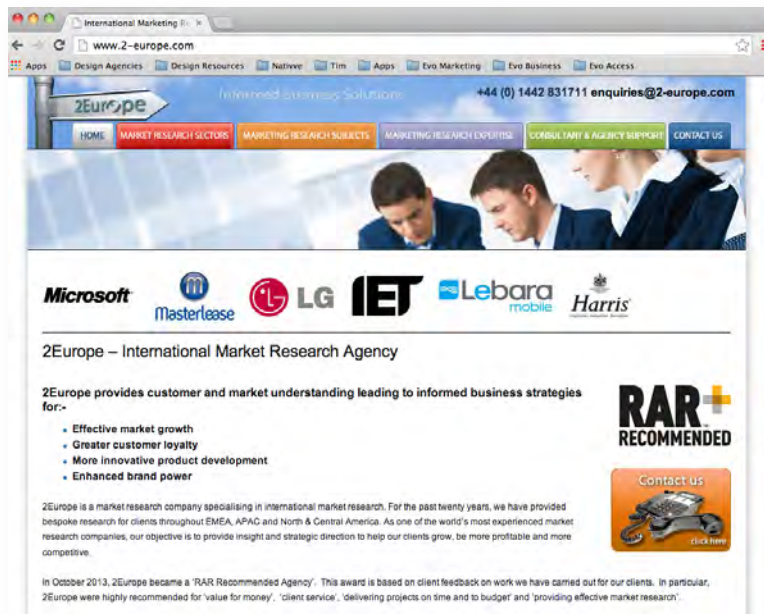 International Marketing Re
www.2-europe.com
Apps Design Agencies Design Resources Nativve Tim Apps Evo Marketing Evo Business Evo Access
2Europe
Informed Business Solutions
+44 (0) 1442 831711 enquiries@2-europe.com
HOME MARKET RESEARCH SECTORS MARKETING RESEARCH SUBJECTS MARKETING RESEARCH EXPERTISE CONSULTANT & AGENCY SUPPORT CONTACT US
Microsoft Masterlease LG IET Lebara mobile Harris
2Europe – International Market Research Agency
2Europe provides customer and market understanding leading to informed business strategies
for:-
Effective market growth
Greater customer loyalty
More innovative product development
Enhanced brand power
RAR+
RECOMMENDED
Contact us
click here
2Europe is a market research company specialising in international market research. For the past twenty years, we have provided
bespoke research for clients throughout EMEA, APAC and North & Central America. As one of the world's most experienced market
research companies, our objective is to provide insight and strategic direction to help our clients grow, be more profitable and more
competitive.
In October 2013, 2Europe became a 'RAR Recommended Agency'. This award is based on client feedback on work we have carried out for our clients. In particular,
2Europe were highly recommended for 'value for money', 'client service', 'delivering projects on time and to budget' and 'providing effective market research'.